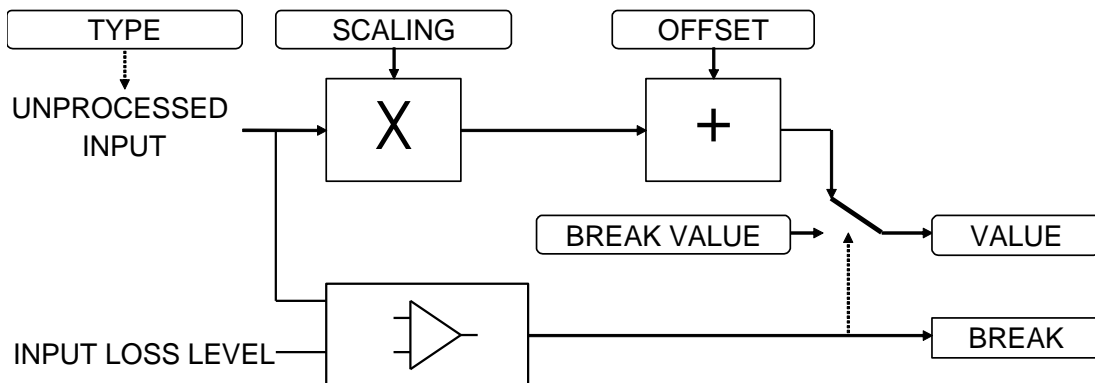 TYPE
SCALING
OFFSET
UNPROCESSED
INPUT
X
+
BREAK VALUE
VALUE
INPUT LOSS LEVEL
BREAK